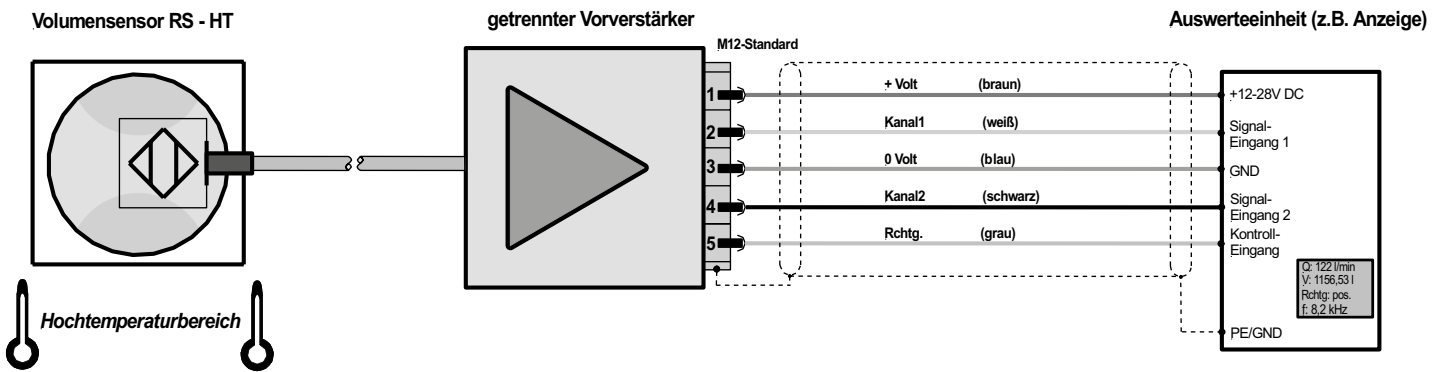 Volumensensor RS - HT
getrennter Vorverstärker
Auswerteeinheit (z.B. Anzeige)
M12-Standard
1
+ Volt (braun)
+12-28V DC
2
Kanal1 (weiß)
Signal-
Eingang 1
3
0 Volt (blau)
GND
4
Kanal2 (schwarz)
Signal-
Eingang 2
5
Rchtg. (grau)
Kontroll-
Eingang
Q: 122 l/min
V: 1156,53 l
Rchtg: pos.
f: 8,2 kHz
PE/GND
Hochtemperaturbereich